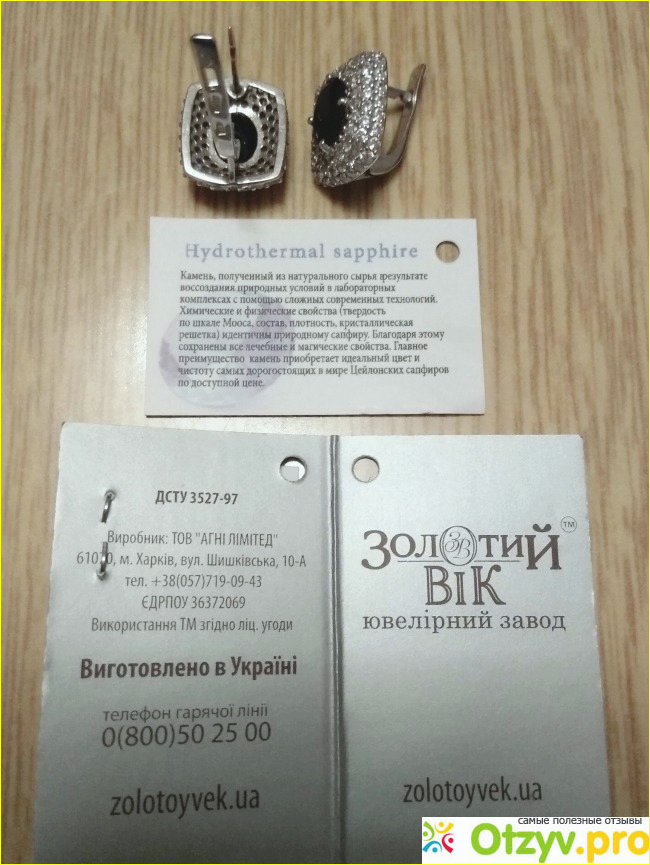 Hydrothermal sapphire
Камень, полученный из натурального сырья врезультате
воссоздания природных условий в лабораторных
комплексах с помощью сложных современных технологий.
Химические и физические свойства (твердость
по шкале Мооса, состав, плотность, кристаллическая
решетка) идентичны природному сапфиру. Благодаря этому
сохранены все лечебные и магические свойства. Главное
преимущество камень приобретает идеальный цвет и
чистоту самых дорогостоящих в мире Цейлонских сапфиров
по доступной цене.
ДСТУ 3527-97
Виробник: ТОВ "АГНІ ЛІМІТЕД"
м. Харків, вул. Шишківська, 10-А
тел. +38(057)719-09-43
ЄДРПОУ 36372069
Використання ТМ згідно ліц. угоди
Виготовлено в Україні
телефон гарячої лінії
0(800)50 25 00
zolotoyvek.ua
ЗОЛОТИЙ TM
ЗВ
ВІК
ювелірний завод
zolotoyvek.ua
самые полезные отзывы
Otzyv.pro